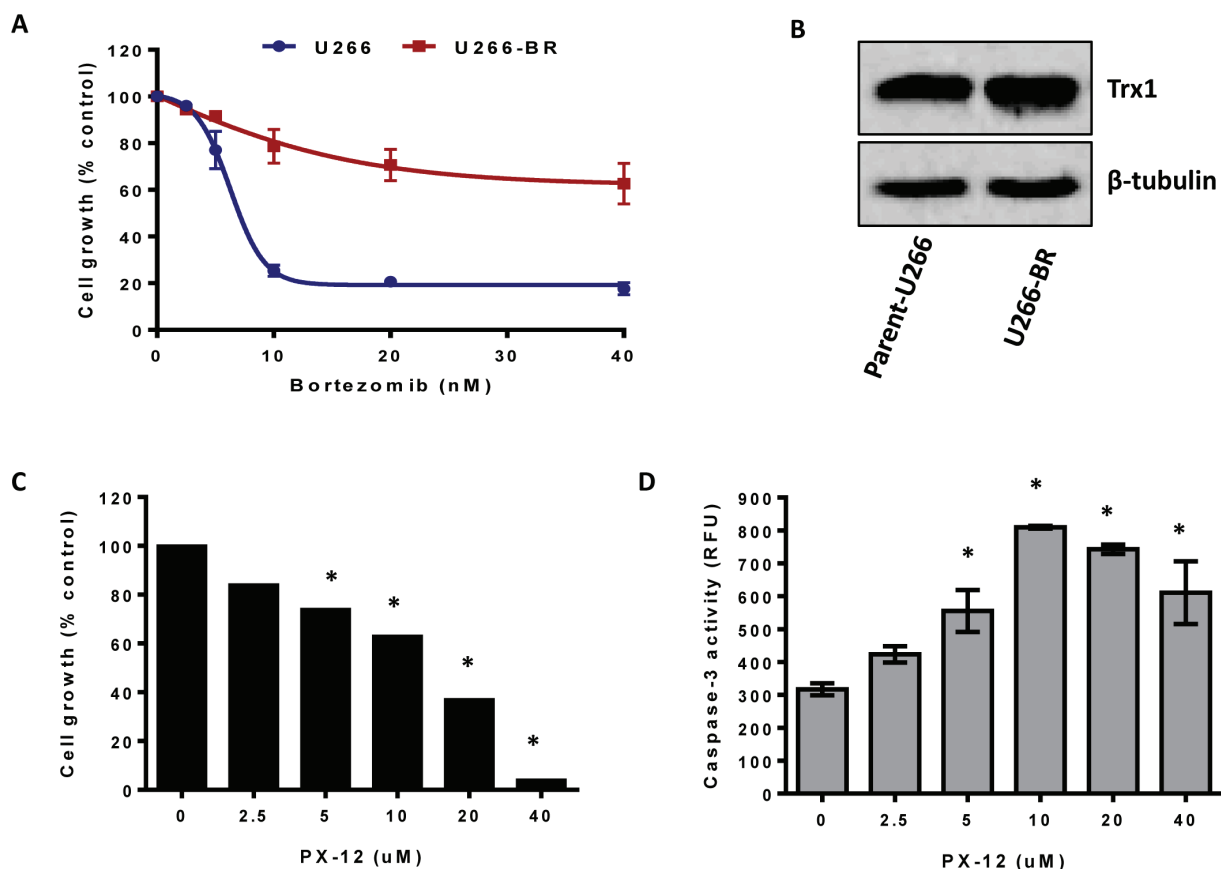 A
U266
U266-BR
120
100
80
60
40
20
0
Cell growth (% control)
0
10
20
30
40
Bortezomib (nM)
B
Trx1
β-tubulin
Parent-U266
U266-BR
C
120
100
80
60
40
20
0
Cell growth (% control)
*
*
*
*
0 2.5 5 10 20 40
PX-12 (uM)
D
900
800
700
600
500
400
300
200
100
0
Caspase-3 activity (RFU)
*
*
*
*
0 2.5 5 10 20 40
PX-12 (uM)